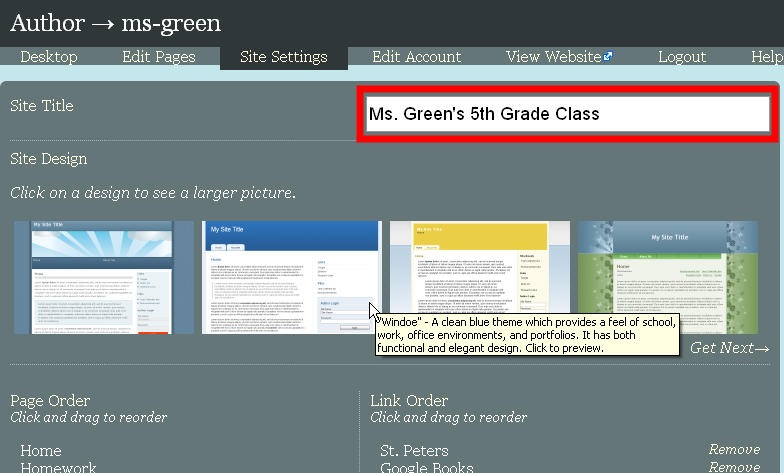 Author → ms-green
Desktop Edit Pages Site Settings Edit Account View Website Logout Help
Site Title
Ms. Green's 5th Grade Class
Site Design
Click on a design to see a larger picture.
My Site Title
My Site Title
My Site Title
My Site Title
"Windoe" - A clean blue theme which provides a feel of school,
work, office environments, and portfolios. It has both
functional and elegant design. Click to preview.
Get Next→
Page Order
Click and drag to reorder
Home
Homework
Link Order
Click and drag to reorder
St. Peters Remove
Google Books Remove